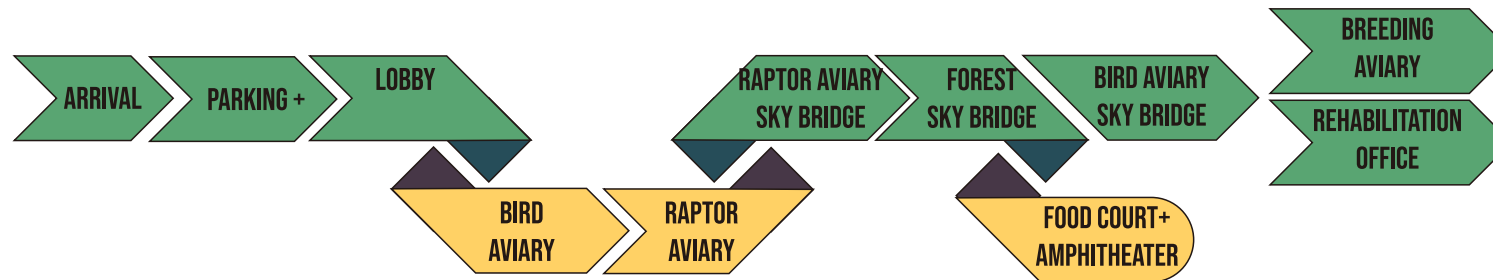 ARRIVAL
PARKING +
LOBBY
BIRD
AVIARY
RAPTOR
AVIARY
RAPTOR AVIARY
SKY BRIDGE
FOREST
SKY BRIDGE
FOOD COURT+
AMPHITHEATER
BIRD AVIARY
SKY BRIDGE
BREEDING
AVIARY
REHABILITATION
OFFICE